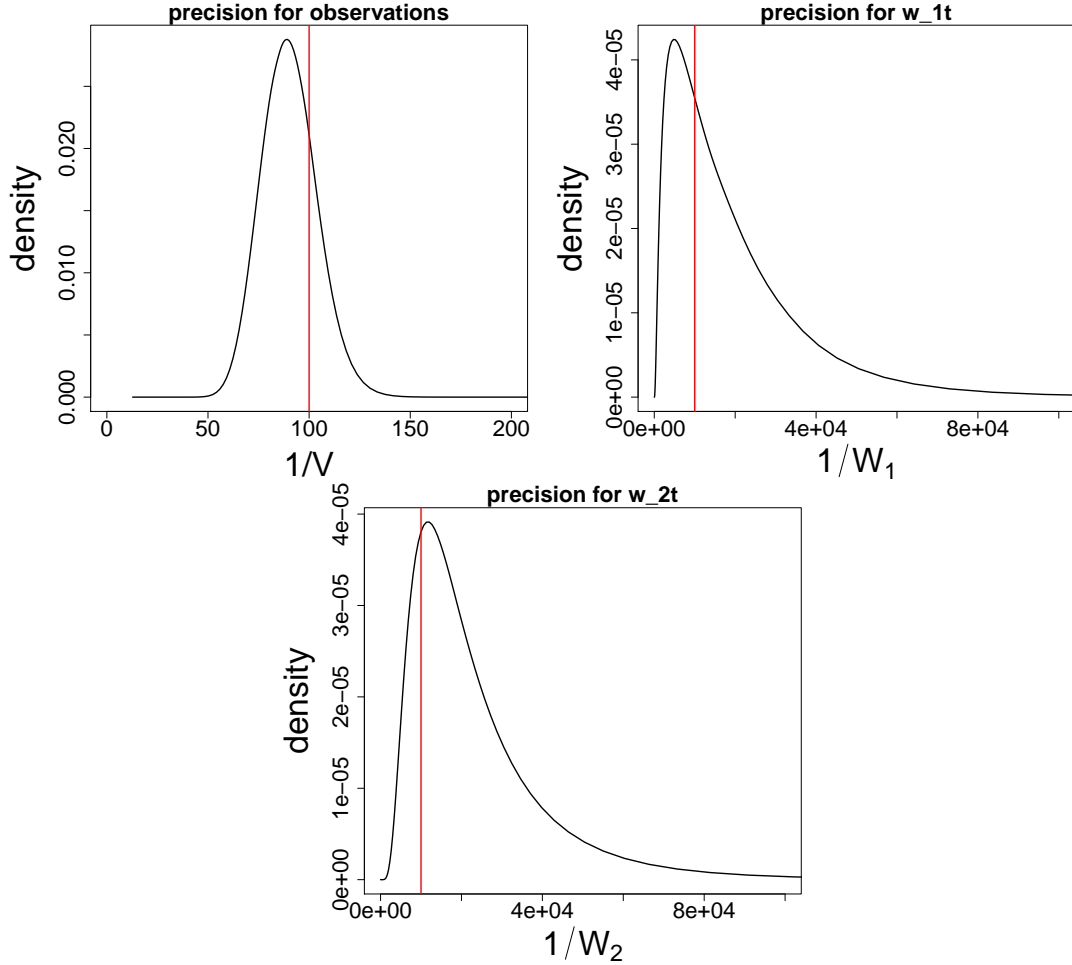 precision for observations
density
0.000
0.010
0.020
0
50
100
150
200
1/V
precision for w_1t
density
0e+00
1e−05
2e−05
3e−05
4e−05
0e+00
4e+04
8e+04
1/W₁
precision for w_2t
density
0e+00
1e−05
2e−05
3e−05
4e−05
0e+00
4e+04
8e+04
1/W₂